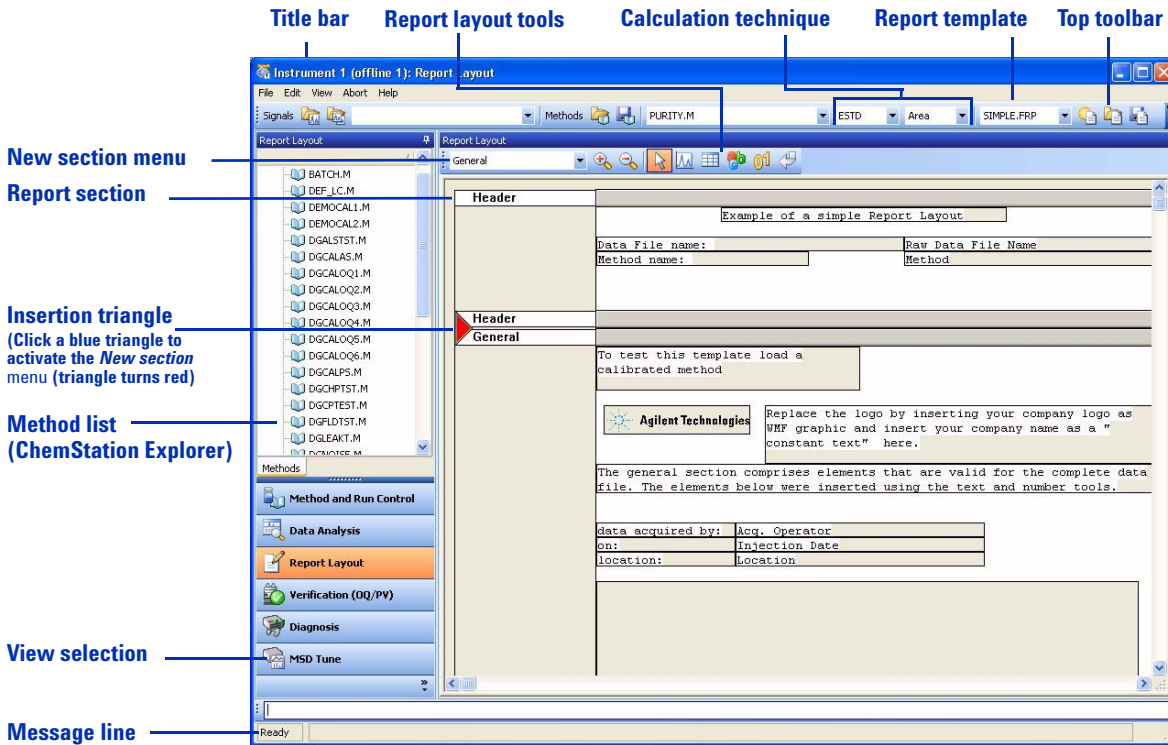 Title bar
Report layout tools
Calculation technique
Report template
Top toolbar
Instrument 1 (offline 1): Report Layout
File Edit View Abort Help
Signals
Methods
PURITY.M
ESTD
Area
SIMPLE.FRP
Report Layout
Report Layout
New section menu
General
Report section
BATCH.M
DEF_LC.M
DEMOCAL1.M
DEMOCAL2.M
DGALSTST.M
DGCALAS.M
DGCALOQ1.M
DGCALOQ2.M
DGCALOQ3.M
DGCALOQ4.M
DGCALOQ5.M
DGCALOQ6.M
DGCALPS.M
DGCHPTST.M
DGCPTEST.M
DGFLDTST.M
DGLEAKT.M
DGNOISE.M
Header
Example of a simple Report Layout
Data File name: Raw Data File Name
Method name: Method
Insertion triangle
(Click a blue triangle to
activate the New section
menu (triangle turns red)
Header
General
To test this template load a
calibrated method
Agilent Technologies
Replace the logo by inserting your company logo as
WMF graphic and insert your company name as a "
constant text" here.
Method list
(ChemStation Explorer)
The general section comprises elements that are valid for the complete data
file. The elements below were inserted using the text and number tools.
data acquired by: Acq. Operator
on: Injection Date
location: Location
Methods
Method and Run Control
Data Analysis
Report Layout
Verification (OQ/PV)
Diagnosis
View selection
MSD Tune
Message line
Ready